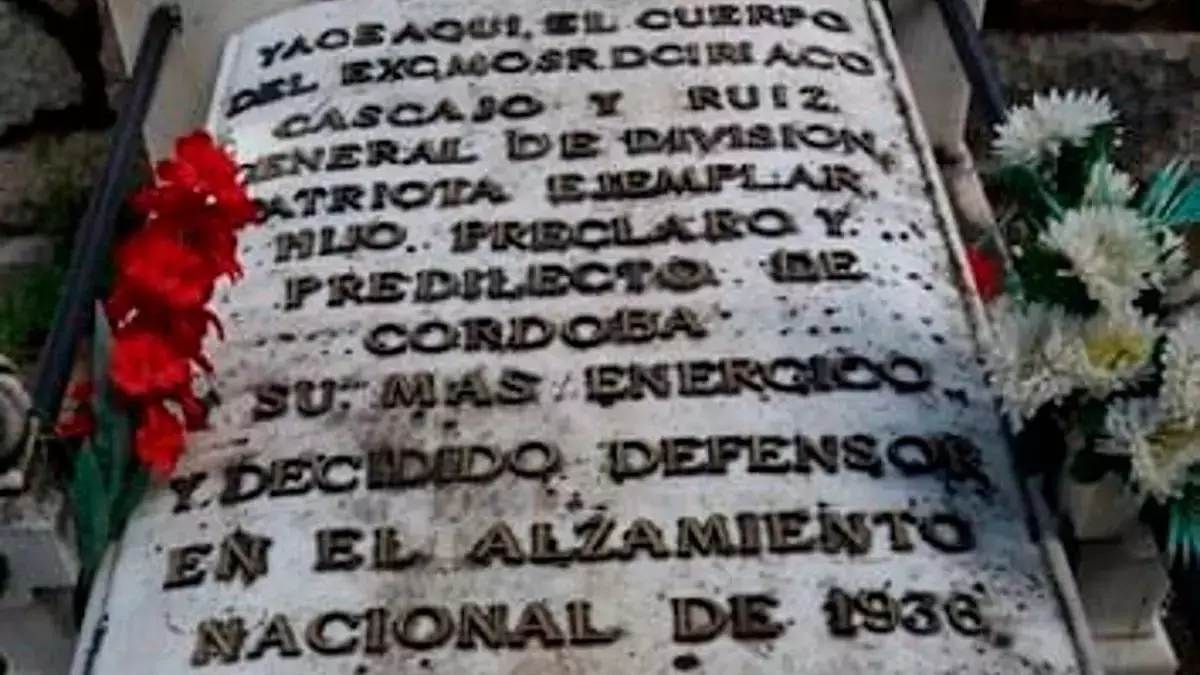 YACE AQUI, EL CUERPO
DEL EXCMO. SR. D. CIRIACO
CASCAJO Y RUIZ
GENERAL DE DIVISION,
PATRIOTA EJEMPLAR,
HIJO PRECLARO Y
PREDILECTO DE
CORDOBA
SU MAS ENERGICO
Y DECIDIDO DEFENSOR
EN EL ALZAMIENTO
NACIONAL DE 1936